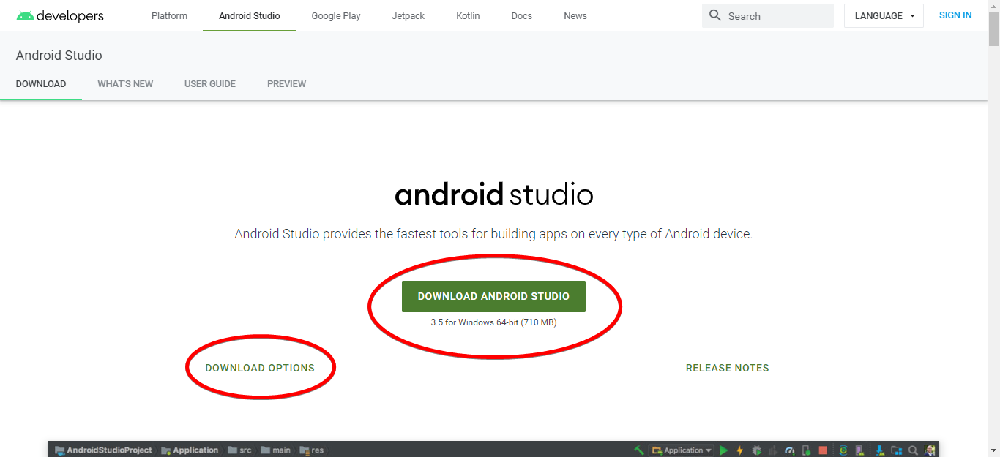 developers Platform Android Studio Google Play Jetpack Kotlin Docs News Search LANGUAGE SIGN IN
Android Studio
DOWNLOAD WHAT'S NEW USER GUIDE PREVIEW
android studio
Android Studio provides the fastest tools for building apps on every type of Android device.
DOWNLOAD ANDROID STUDIO
3.5 for Windows 64-bit (710 MB)
DOWNLOAD OPTIONS RELEASE NOTES
AndroidStudioProject Application src main res Application